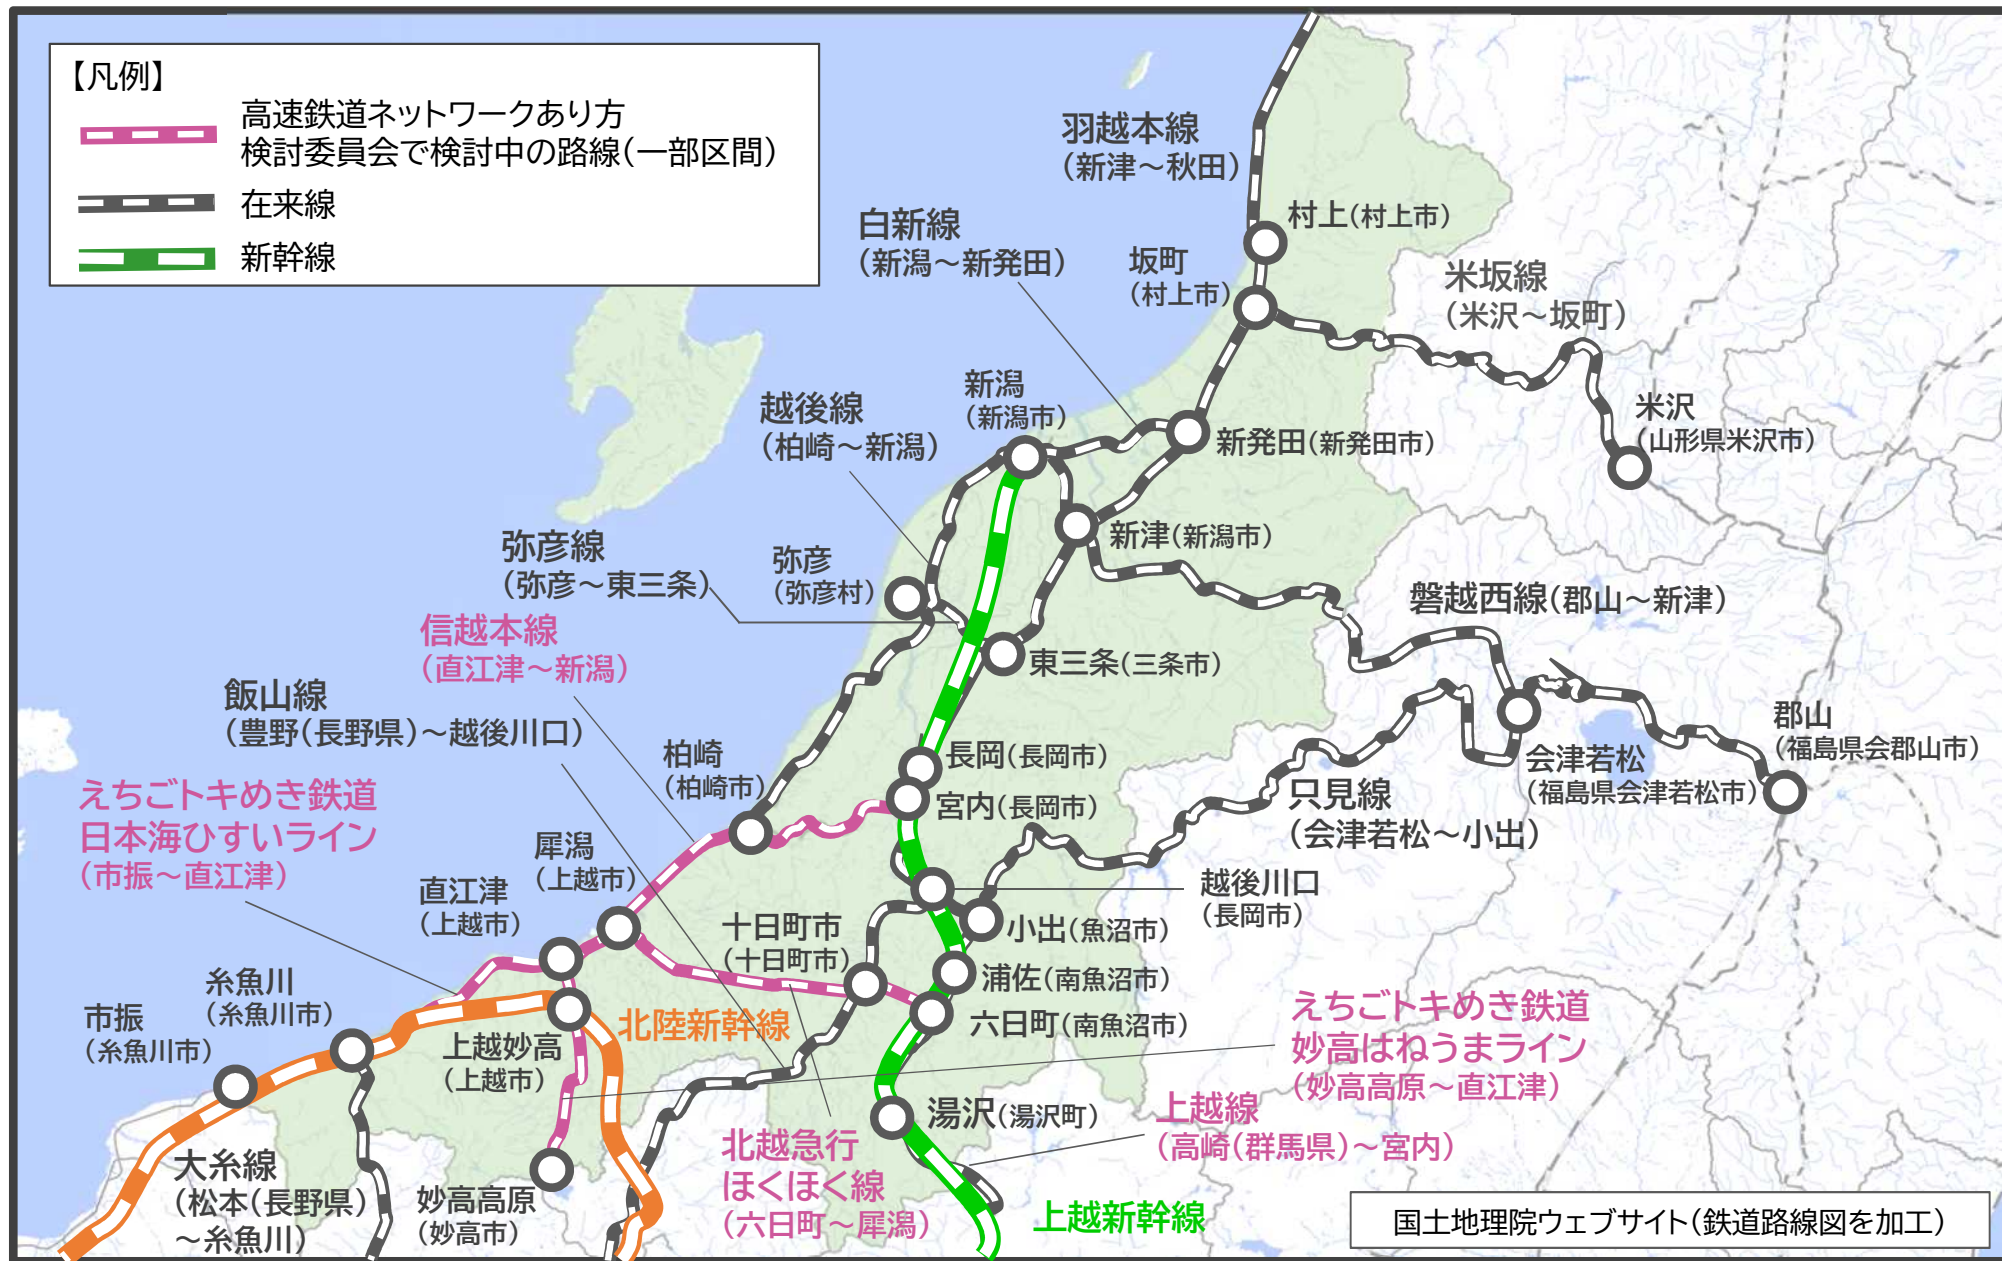 【凡例】
高速鉄道ネットワークあり方
検討委員会で検討中の路線(一部区間)
在来線
新幹線
羽越本線
(新津～秋田)
白新線
(新潟～新発田)
村上(村上市)
坂町
(村上市)
米坂線
(米沢～坂町)
新潟
(新潟市)
越後線
(柏崎～新潟)
米沢
(山形県米沢市)
新発田(新発田市)
弥彦線
(弥彦～東三条)
弥彦
(弥彦村)
新津(新潟市)
磐越西線(郡山～新津)
信越本線
(直江津～新潟)
東三条(三条市)
飯山線
(豊野(長野県)～越後川口)
郡山
(福島県会郡山市)
柏崎
(柏崎市)
長岡(長岡市)
会津若松
(福島県会津若松市)
えちごトキめき鉄道
日本海ひすいライン
(市振～直江津)
宮内(長岡市)
只見線
(会津若松～小出)
犀潟
(上越市)
直江津
(上越市)
越後川口
(長岡市)
十日町市
(十日町市)
小出(魚沼市)
浦佐(南魚沼市)
糸魚川
(糸魚川市)
市振
(糸魚川市)
北陸新幹線
六日町(南魚沼市)
えちごトキめき鉄道
妙高はねうまライン
(妙高高原～直江津)
上越妙高
(上越市)
湯沢(湯沢町)
上越線
(高崎(群馬県)～宮内)
大糸線
(松本(長野県)
～糸魚川)
妙高高原
(妙高市)
北越急行
ほくほく線
(六日町～犀潟)
上越新幹線
国土地理院ウェブサイト(鉄道路線図を加工)